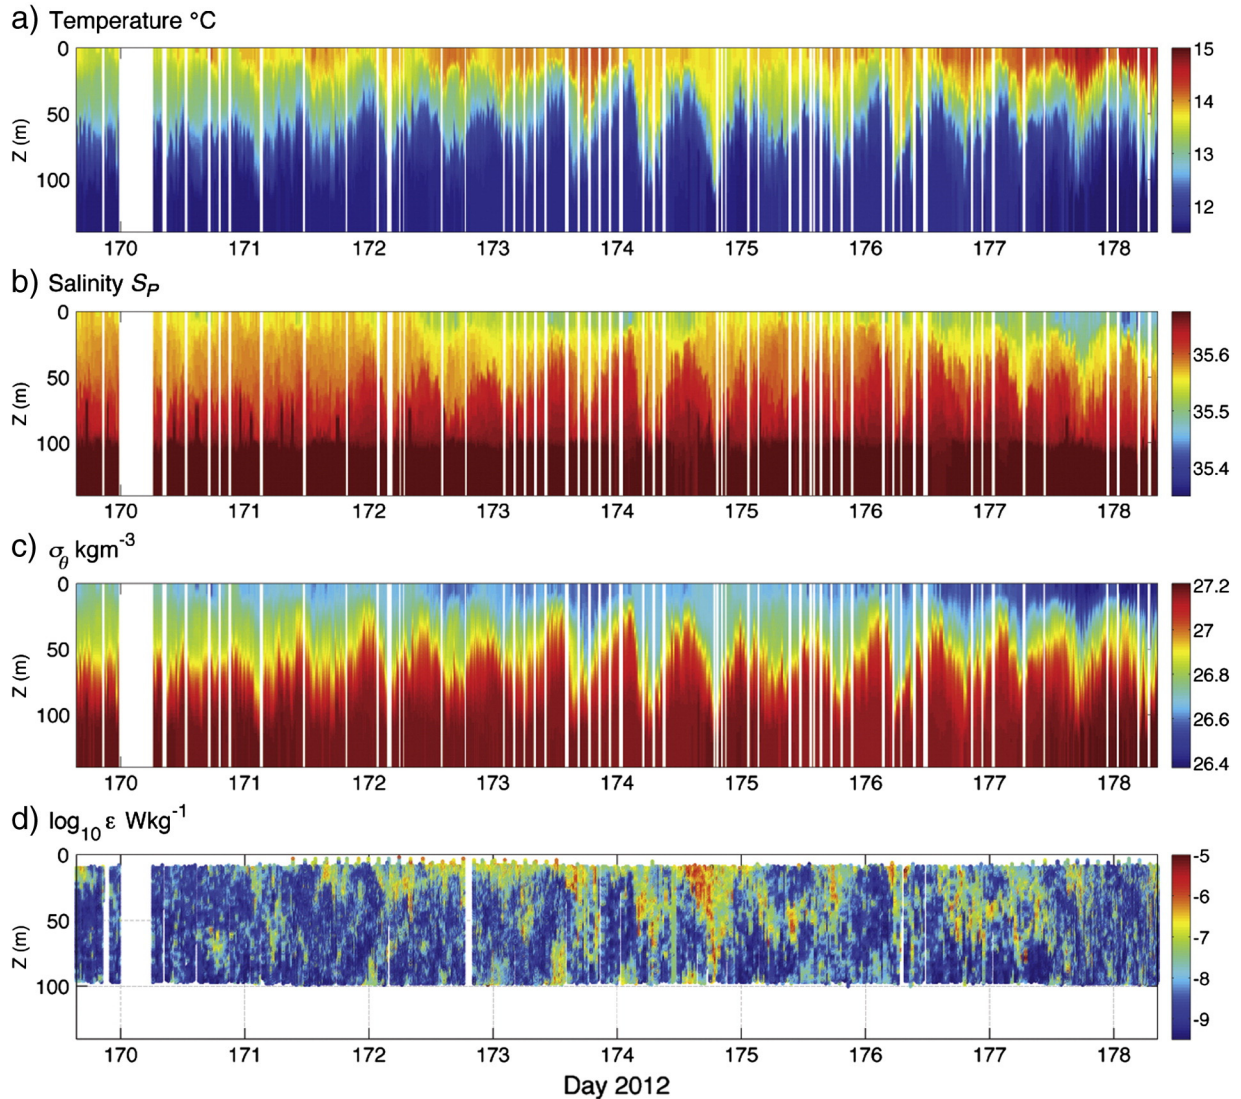 a) Temperature °C
0
50
100
Z (m)
170 171 172 173 174 175 176 177 178
15
14
13
12
b) Salinity S_P
0
50
100
Z (m)
170 171 172 173 174 175 176 177 178
35.6
35.5
35.4
c) σ_θ kgm⁻³
0
50
100
Z (m)
170 171 172 173 174 175 176 177 178
27.2
27
26.8
26.6
26.4
d) log₁₀ ε Wkg⁻¹
0
50
100
Z (m)
170 171 172 173 174 175 176 177 178
-5
-6
-7
-8
-9
Day 2012